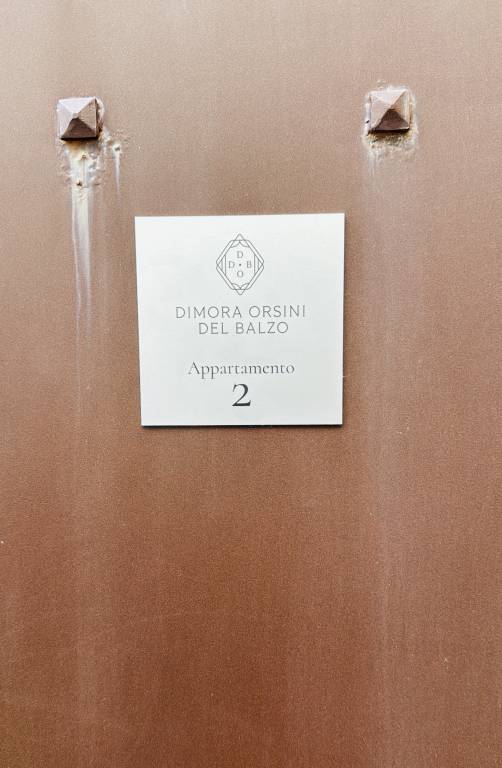 D
D • B
O
DIMORA ORSINI
DEL BALZO
Appartamento
2